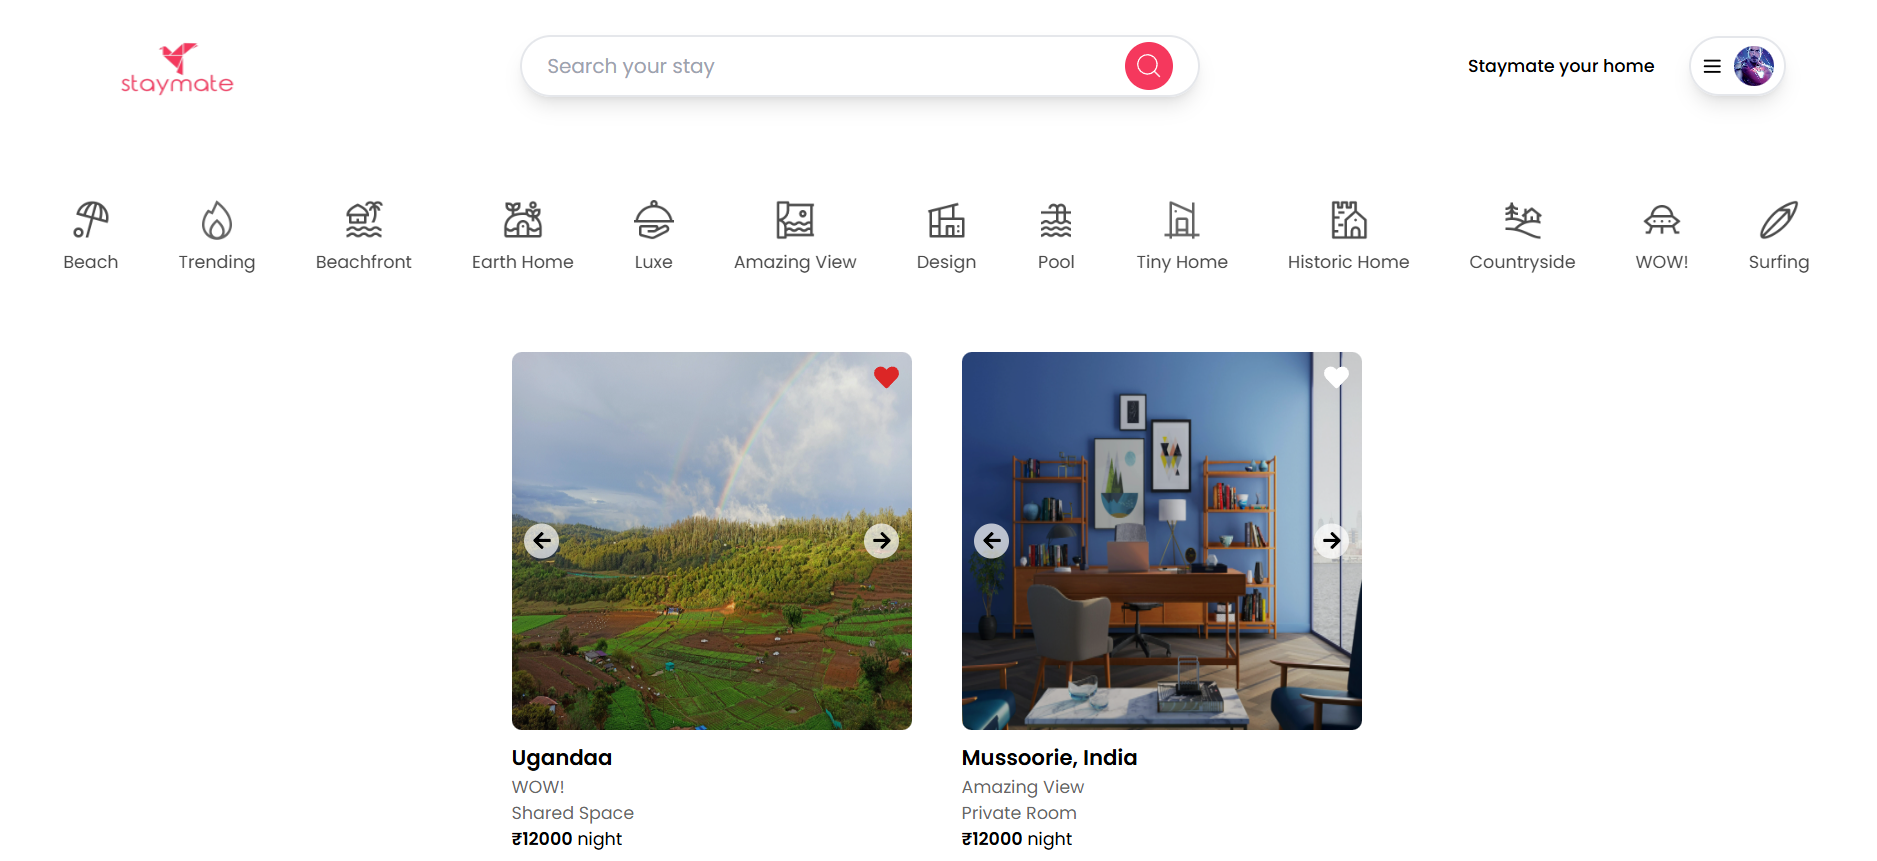 staymate
Search your stay
Staymate your home
Beach
Trending
Beachfront
Earth Home
Luxe
Amazing View
Design
Pool
Tiny Home
Historic Home
Countryside
WOW!
Surfing
Ugandaa
WOW!
Shared Space
₹12000 night
Mussoorie, India
Amazing View
Private Room
₹12000 night